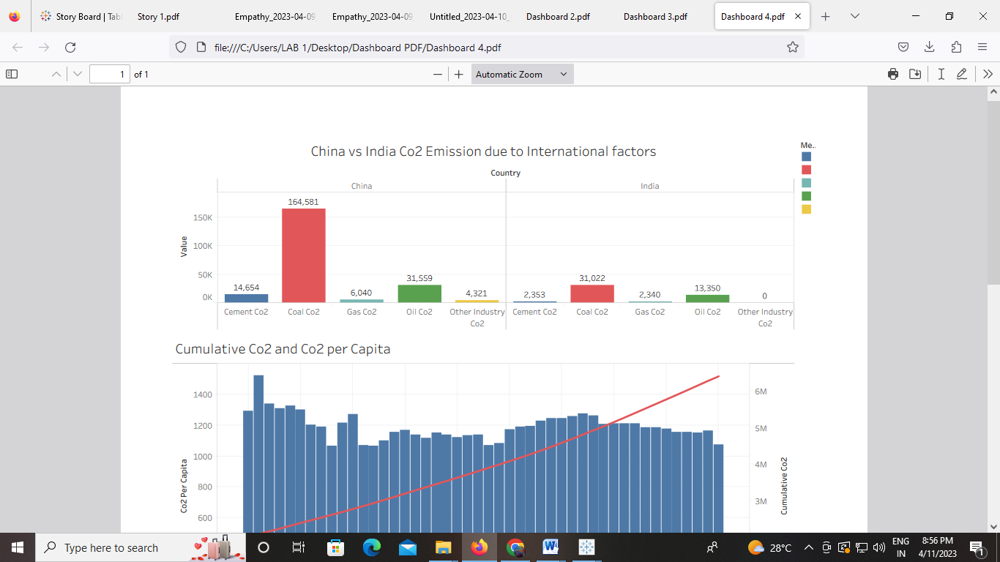 Story Board | Tabl
Story 1.pdf
Empathy_2023-04-09
Empathy_2023-04-09
Untitled_2023-04-10_
Dashboard 2.pdf
Dashboard 3.pdf
Dashboard 4.pdf
file:///C:/Users/LAB 1/Desktop/Dashboard PDF/Dashboard 4.pdf
1 of 1
Automatic Zoom
China vs India Co2 Emission due to International factors
Me..
Country
China India
Value
150K
100K
50K
0K
14,654 164,581 6,040 31,559 4,321 2,353 31,022 2,340 13,350 0
Cement Co2 Coal Co2 Gas Co2 Oil Co2 Other Industry Co2 Cement Co2 Coal Co2 Gas Co2 Oil Co2 Other Industry Co2
Cumulative Co2 and Co2 per Capita
Co2 Per Capita
1400
1200
1000
800
600
6M
5M
4M
3M
Cumulative Co2
Type here to search
28°C
ENG
IN
8:56 PM
4/11/2023
1